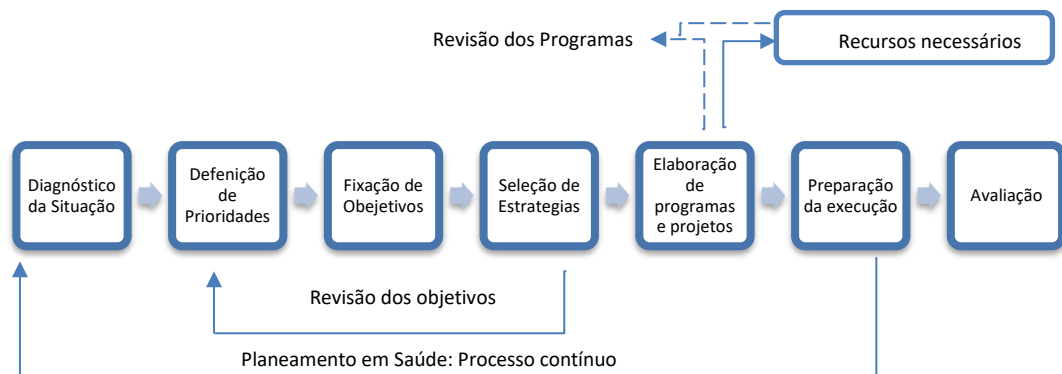 Revisão dos Programas
Recursos necessários
Diagnóstico
da Situação
Defenição
de
Prioridades
Fixação de
Obejetivos
Seleção de
Estrategias
Elaboração
de
programas
e projetos
Preparação
da execução
Avaliação
Revisão dos objetivos
Planeamento em Saúde: Processo contínuo